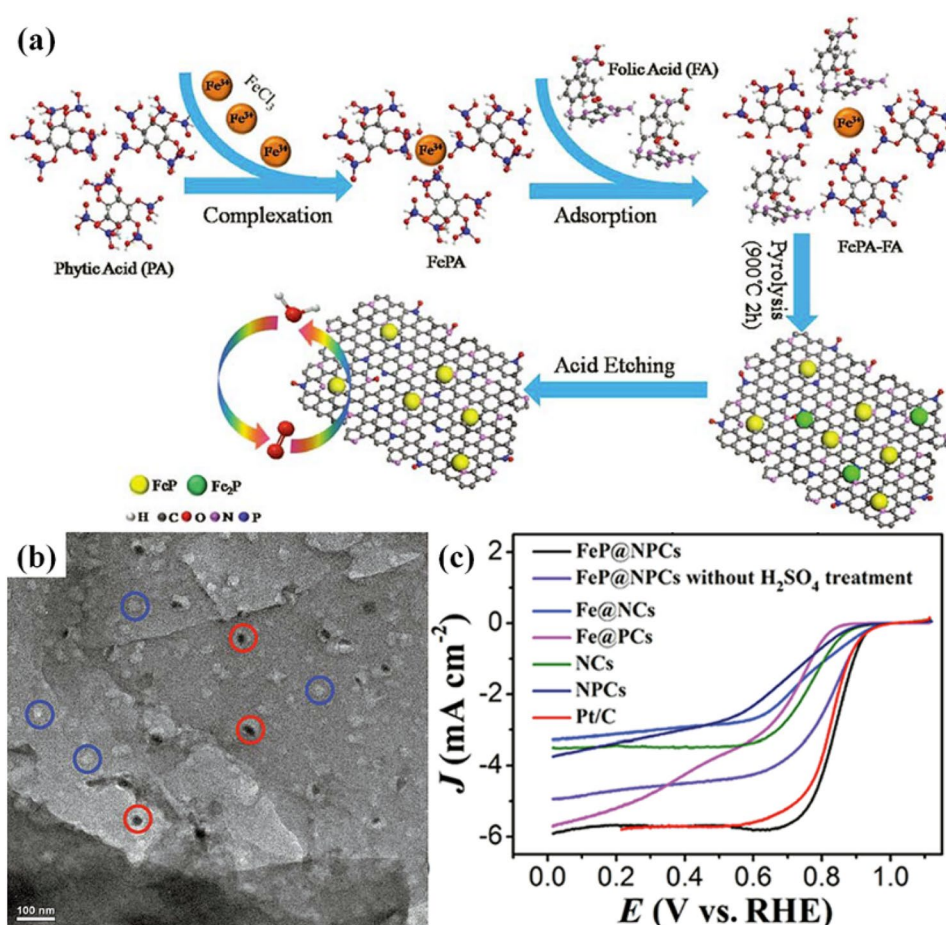 (a)
Fe³⁺
FeCl₃
Fe³⁺
Fe³⁺
Folic Acid (FA)
Fe³⁺
Fe³⁺
Complexation
Adsorption
Phytic Acid (PA)
FePA
FePA-FA
Pyrolysis
(900°C 2h)
Acid Etching
FeP Fe₂P
H C O N P
(b)
100 nm
(c)
FeP@NPCs
FeP@NPCs without H₂SO₄ treatment
Fe@NCs
Fe@PCs
NCs
NPCs
Pt/C
J (mA cm⁻²)
2
0
-2
-4
-6
0.0 0.2 0.4 0.6 0.8 1.0
E (V vs. RHE)